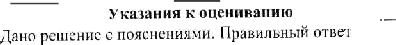 Указания к оцениванию
Дано решение с пояснениями. Правильный ответ